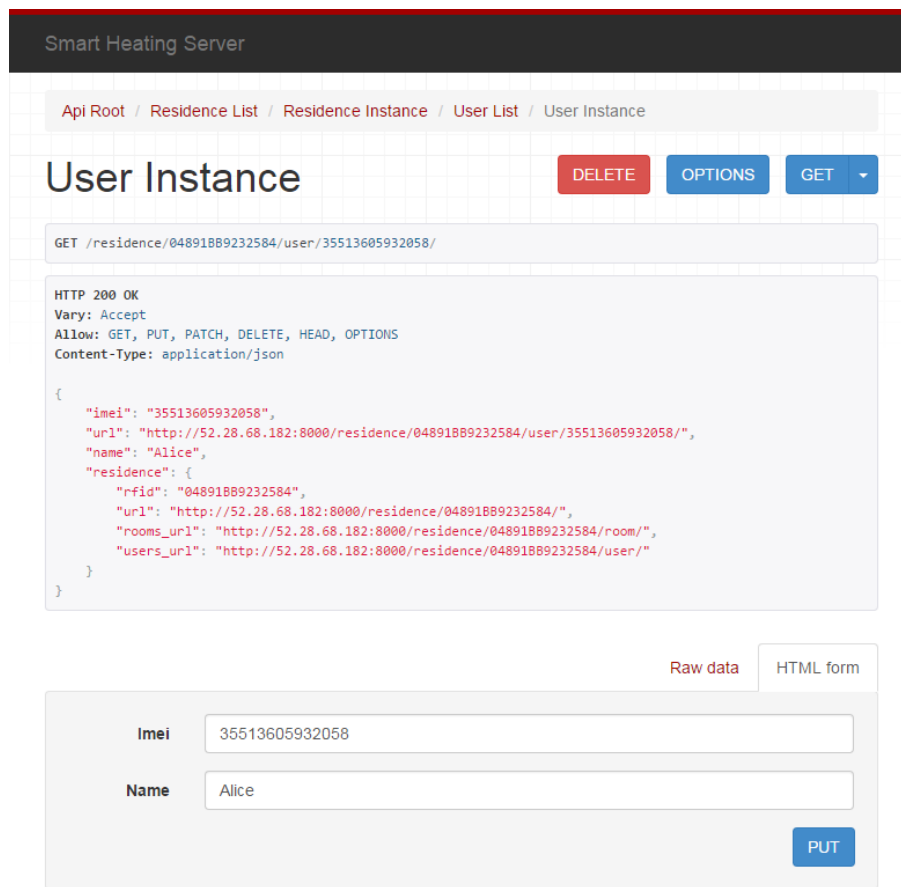 Smart Heating Server
Api Root / Residence List / Residence Instance / User List / User Instance
User Instance
DELETE
OPTIONS
GET
GET /residence/04891BB9232584/user/35513605932058/
HTTP 200 OK
Vary: Accept
Allow: GET, PUT, PATCH, DELETE, HEAD, OPTIONS
Content-Type: application/json
{
    "imei": "35513605932058",
    "url": "http://52.28.68.182:8000/residence/04891BB9232584/user/35513605932058/",
    "name": "Alice",
    "residence": {
        "rfid": "04891BB9232584",
        "url": "http://52.28.68.182:8000/residence/04891BB9232584/",
        "rooms_url": "http://52.28.68.182:8000/residence/04891BB9232584/room/",
        "users_url": "http://52.28.68.182:8000/residence/04891BB9232584/user/"
    }
}
Raw data
HTML form
Imei
35513605932058
Name
Alice
PUT